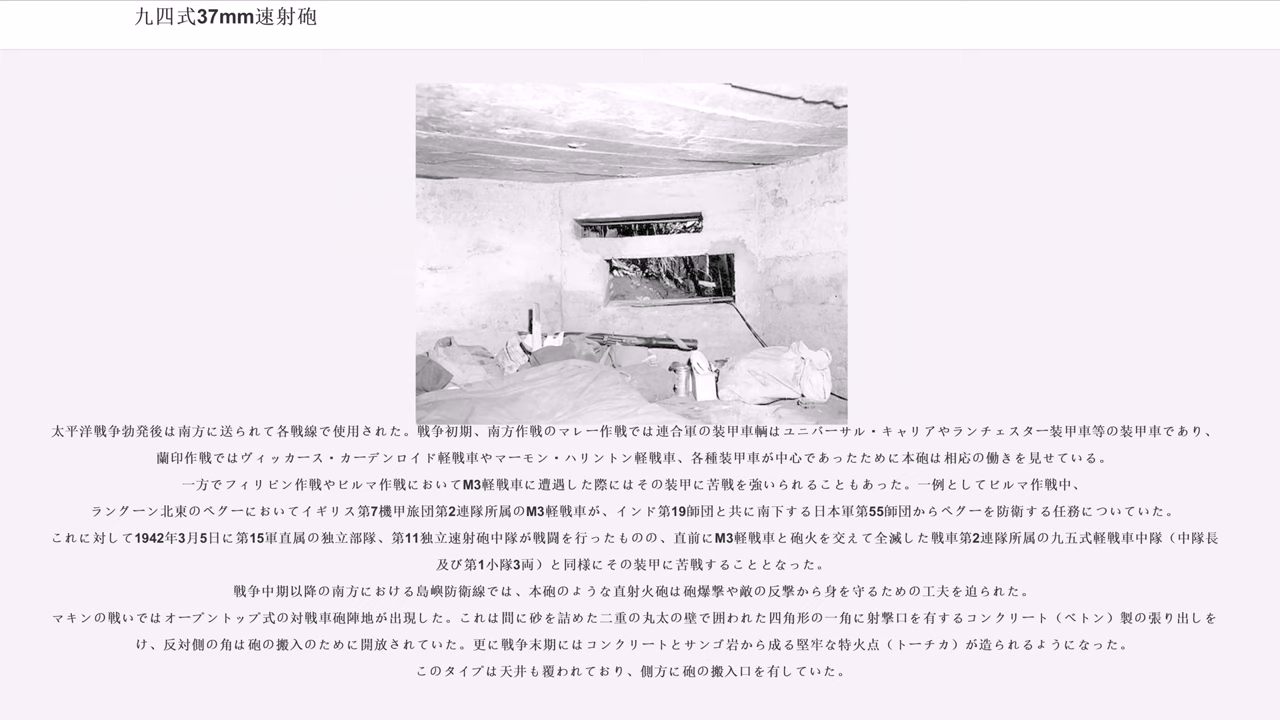 九四式37mm速射砲
太平洋戦争勃発後は南方に送られて各戦線で使用された。戦争初期、南方作戦のマレー作戦では連合軍の装甲車輌はユニバーサル・キャリアやランチェスター装甲車等の装甲車であり、
蘭印作戦ではヴィッカース・カーデンロイド軽戦車やマーモン・ハリントン軽戦車、各種装甲車が中心であったために本砲は相応の働きを見せている。
一方でフィリピン作戦やビルマ作戦においてM3軽戦車に遭遇した際にはその装甲に苦戦を強いられることもあった。一例としてビルマ作戦中、
ラングーン北東のペグーにおいてイギリス第7機甲旅団第2連隊所属のM3軽戦車が、インド第19師団と共に南下する日本軍第55師団からペグーを防衛する任務についていた。
これに対して1942年3月5日に第15軍直属の独立部隊、第11独立速射砲中隊が戦闘を行ったものの、直前にM3軽戦車と砲火を交えて全滅した戦車第2連隊所属の九五式軽戦車中隊（中隊長
及び第1小隊3両）と同様にその装甲に苦戦することとなった。
戦争中期以降の南方における島嶼防衛線では、本砲のような直射火砲は砲爆撃や敵の反撃から身を守るための工夫を迫られた。
マキンの戦いではオープントップ式の対戦車砲陣地が出現した。これは間に砂を詰めた二重の丸太の壁で囲われた四角形の一角に射撃口を有するコンクリート（ベトン）製の張り出しを
け、反対側の角は砲の搬入のために開放されていた。更に戦争末期にはコンクリートとサンゴ岩から成る堅牢な特火点（トーチカ）が造られるようになった。
このタイプは天井も覆われており、側方に砲の搬入口を有していた。